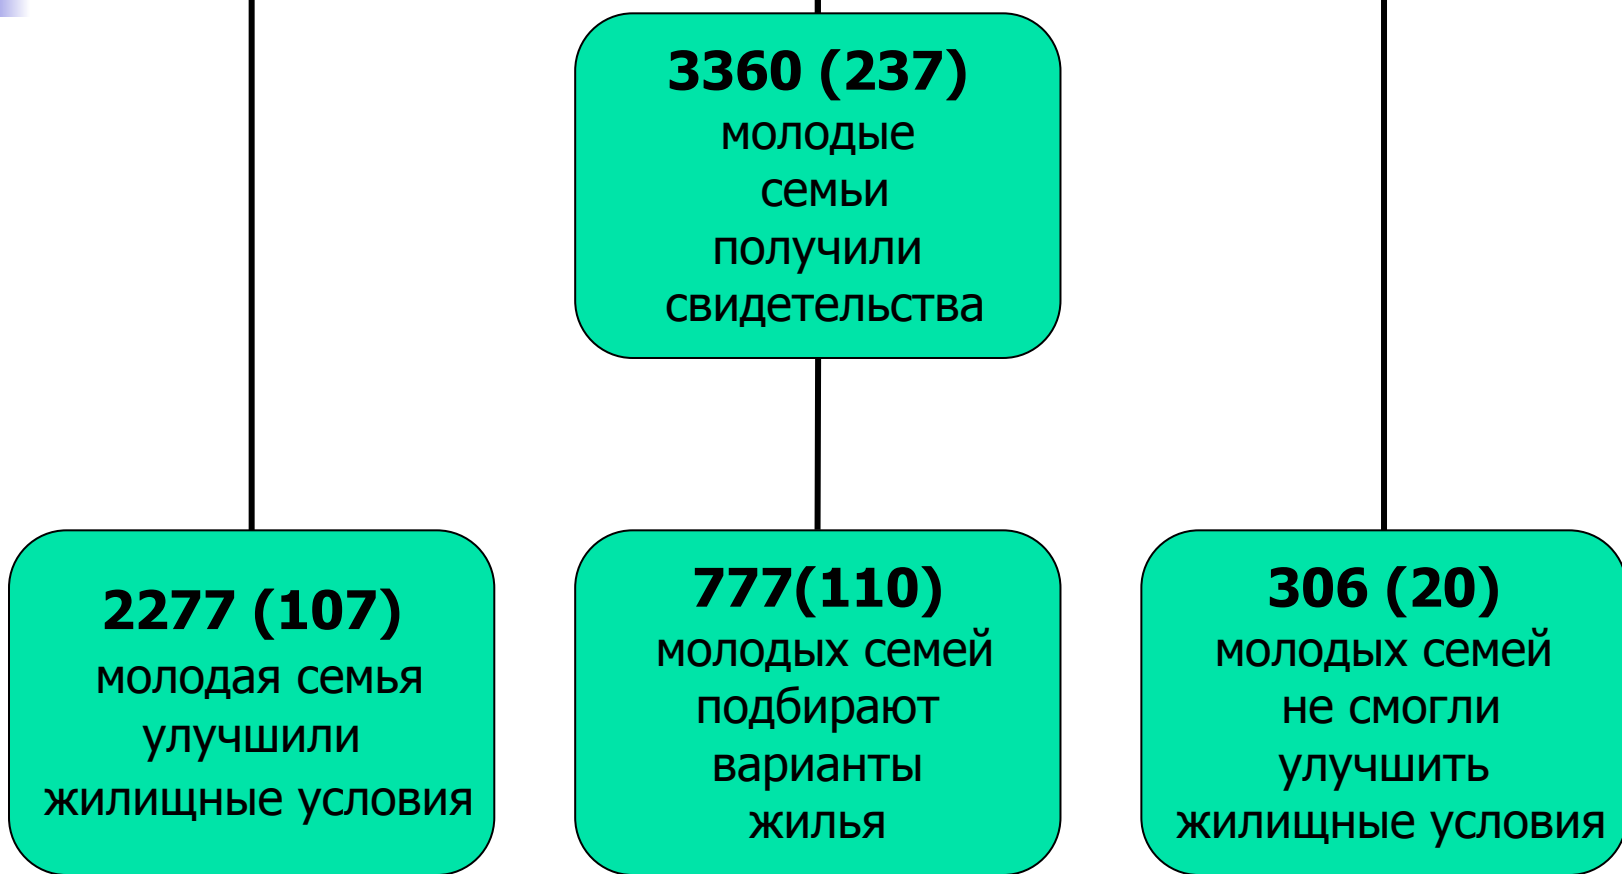 3360 (237)
молодые
семьи
получили
свидетельства
2277 (107)
молодая семья
улучшили
жилищные условия
777(110)
молодых семей
подбирают
варианты
жилья
306 (20)
молодых семей
не смогли
улучшить
жилищные условия